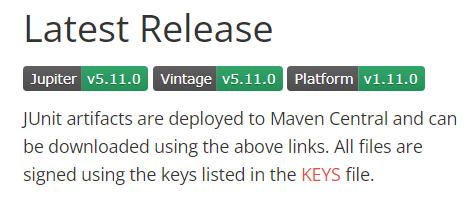 Latest Release
Jupiter v5.11.0 Vintage v5.11.0 Platform v1.11.0
JUnit artifacts are deployed to Maven Central and can
be downloaded using the above links. All files are
signed using the keys listed in the KEYS file.